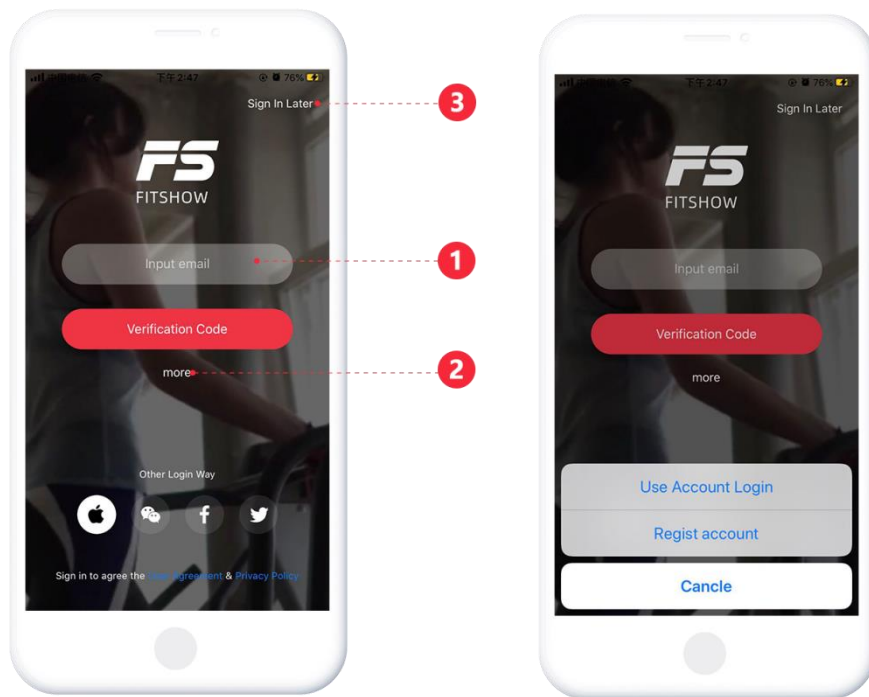 下午2:47
76%
Sign In Later
3
FS
FITSHOW
Input email
1
Verification Code
more
2
Other Login Way
Sign in to agree the User Agreement & Privacy Policy
下午2:47
76%
Sign In Later
FS
FITSHOW
Input email
Verification Code
more
Use Account Login
Regist account
Cancle